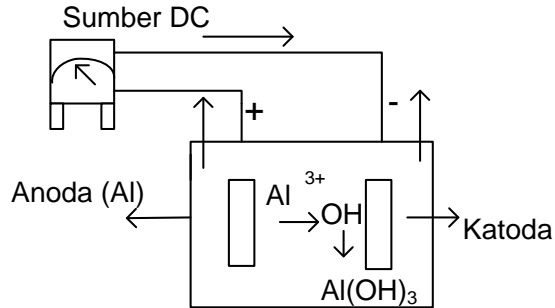 Sumber DC
+
-
Anoda (Al)
Al 3+
OH
Katoda
Al(OH)3